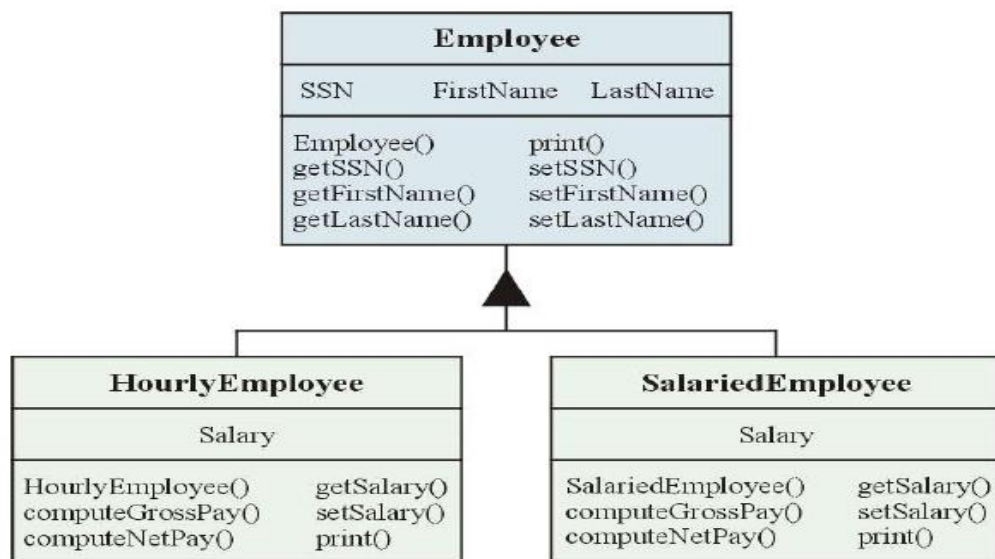 Employee
SSN FirstName LastName
Employee() print()
getSSN() setSSN()
getFirstName() setFirstName()
getLastName() setLastName()
HourlyEmployee
Salary
HourlyEmployee() getSalary()
computeGrossPay() setSalary()
computeNetPay() print()
SalariedEmployee
Salary
SalariedEmployee() getSalary()
computeGrossPay() setSalary()
computeNetPay() print()